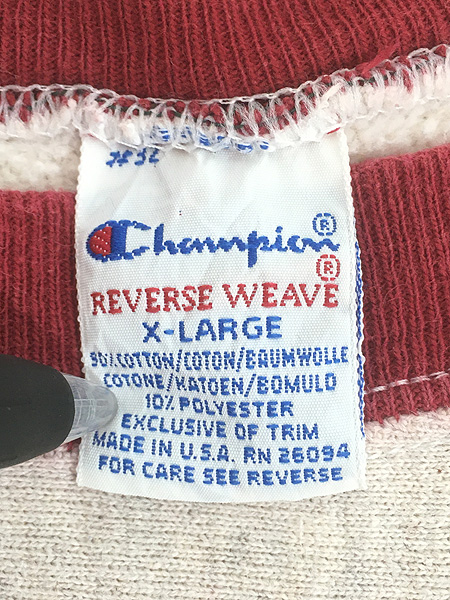 Champion®
®
REVERSE WEAVE
X-LARGE
90% COTTON/COTON/BAUMWOLLE
COTONE/KATOEN/BOMULD
10% POLYESTER
EXCLUSIVE OF TRIM
MADE IN U.S.A. RN 26094
FOR CARE SEE REVERSE